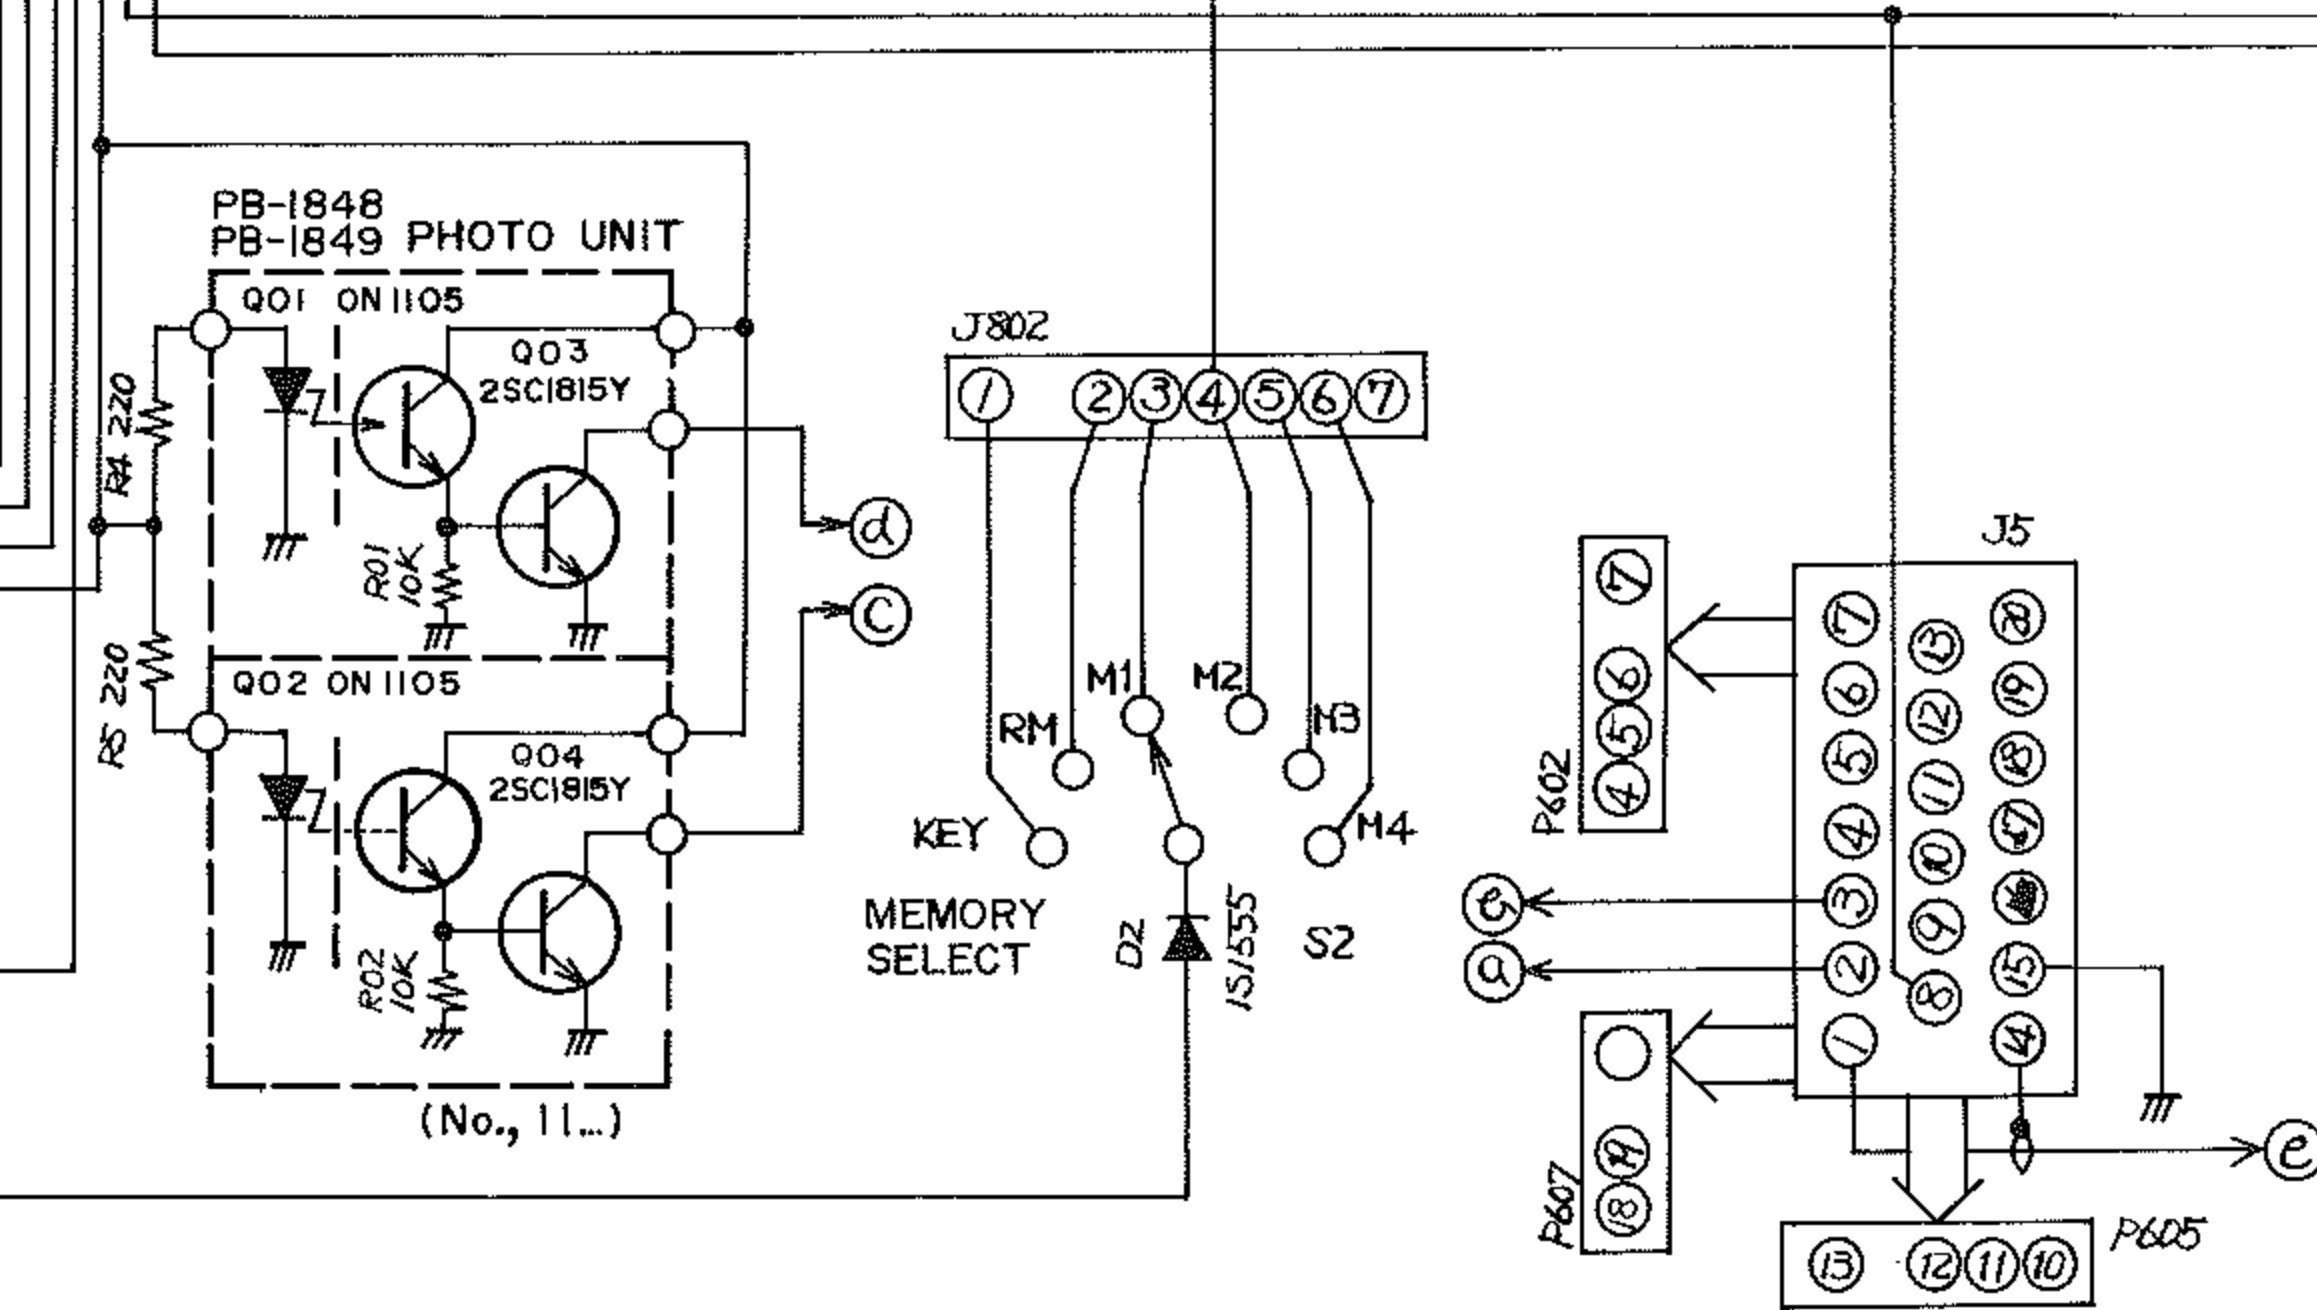 PB-1848
PB-1849 PHOTO UNIT
Q01 ON1105
Q03
2SC1815Y
R4 220
R01
10K
d
C
Q02 ON1105
R5 220
Q04
2SC1815Y
R02
10K
(No., 11...)
J802
1 2 3 4 5 6 7
M1
M2
RM
M3
KEY
M4
MEMORY
SELECT
D2
1S1555
S2
P602
7
6
5
4
a
P607
19
18
J5
7
6
5
4
3
2
1
13
12
11
10
9
8
20
19
18
17
15
14
e
P605
13 12 11 10